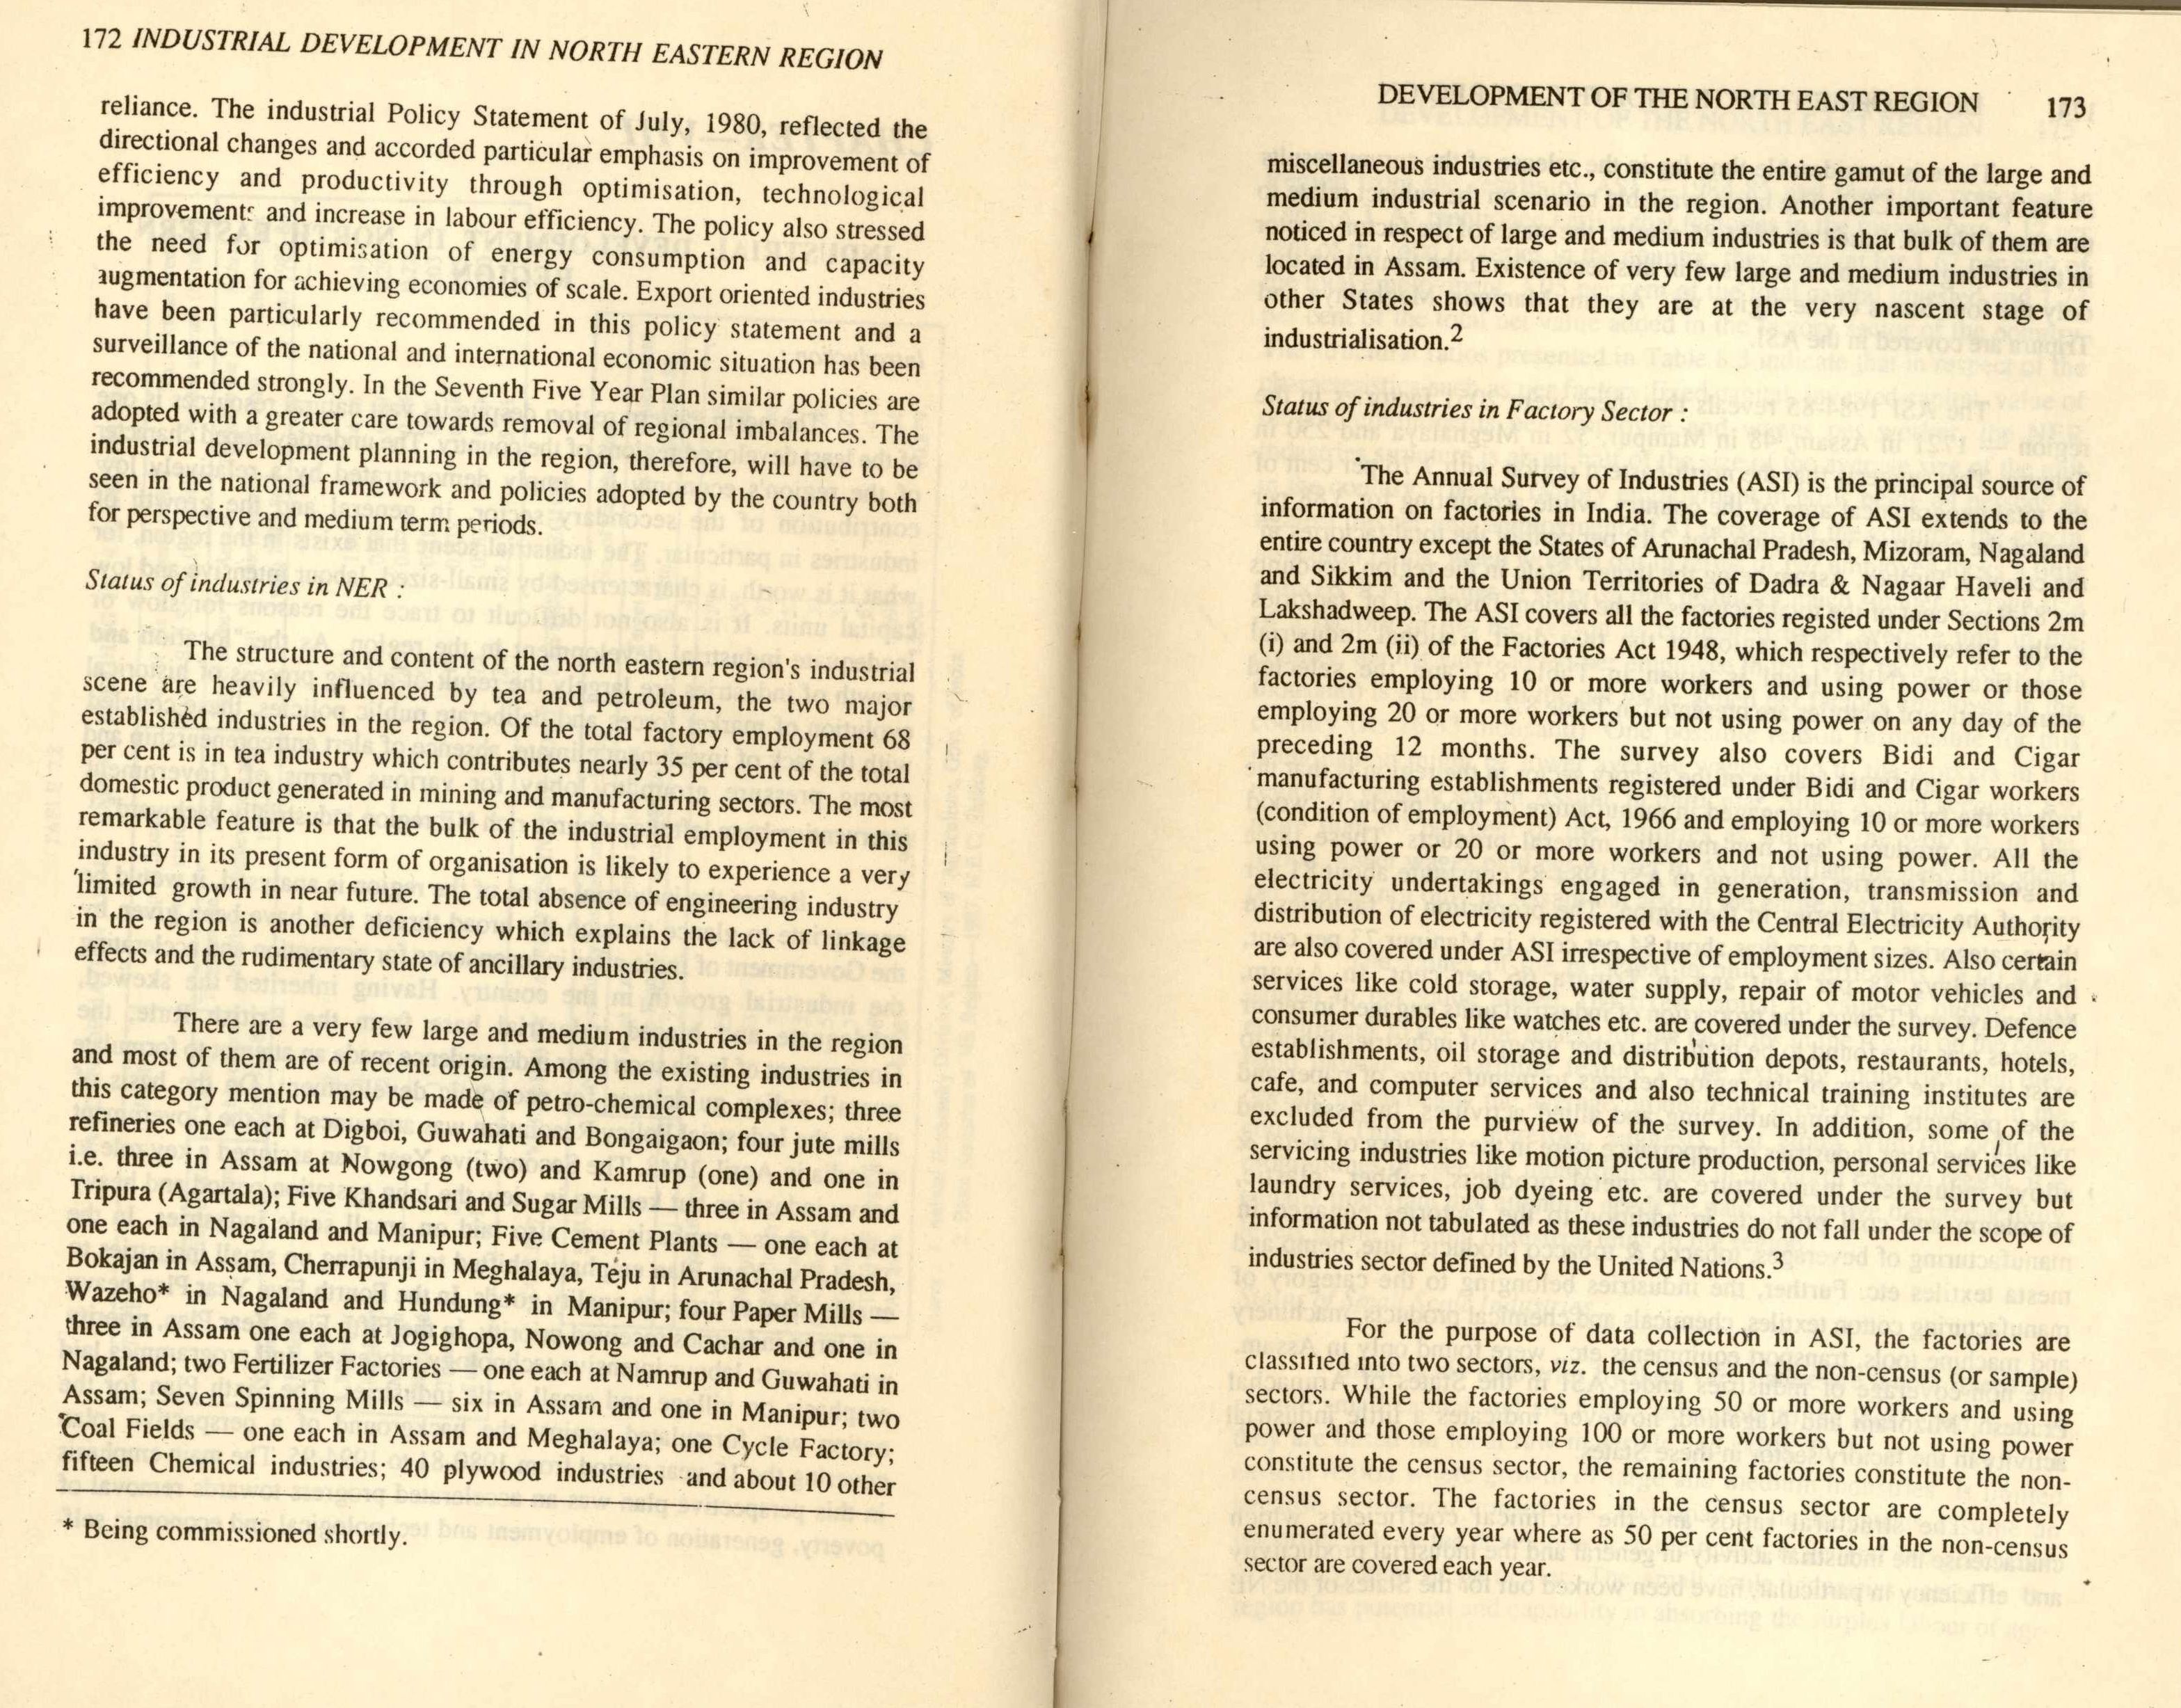 172 INDUSTRIAL DEVELOPMENT IN NORTH EASTERN REGION
reliance. The industrial Policy Statement of July, 1980, reflected the
directional changes and accorded particular emphasis on improvement of
efficiency and productivity through optimisation, technological
improvements and increase in labour efficiency. The policy also stressed
the need for optimisation of energy consumption and capacity
augmentation for achieving economies of scale. Export oriented industries
have been particularly recommended in this policy statement and a
surveillance of the national and international economic situation has been
recommended strongly. In the Seventh Five Year Plan similar policies are
adopted with a greater care towards removal of regional imbalances. The
industrial development planning in the region, therefore, will have to be
seen in the national framework and policies adopted by the country both
for perspective and medium term periods.
Status of industries in NER :
The structure and content of the north eastern region's industrial
scene are heavily influenced by tea and petroleum, the two major
established industries in the region. Of the total factory employment 68
per cent is in tea industry which contributes nearly 35 per cent of the total
domestic product generated in mining and manufacturing sectors. The most
remarkable feature is that the bulk of the industrial employment in this
industry in its present form of organisation is likely to experience a very
limited growth in near future. The total absence of engineering industry
in the region is another deficiency which explains the lack of linkage
effects and the rudimentary state of ancillary industries.
There are a very few large and medium industries in the region
and most of them are of recent origin. Among the existing industries in
this category mention may be made of petro-chemical complexes; three
refineries one each at Digboi, Guwahati and Bongaigaon; four jute mills
i.e. three in Assam at Nowgong (two) and Kamrup (one) and one in
Tripura (Agartala); Five Khandsari and Sugar Mills — three in Assam and
one each in Nagaland and Manipur; Five Cement Plants — one each at
Bokajan in Assam, Cherrapunji in Meghalaya, Teju in Arunachal Pradesh,
Wazeho* in Nagaland and Hundung* in Manipur; four Paper Mills —
three in Assam one each at Jogighopa, Nowong and Cachar and one in
Nagaland; two Fertilizer Factories — one each at Namrup and Guwahati in
Assam; Seven Spinning Mills — six in Assam and one in Manipur; two
Coal Fields — one each in Assam and Meghalaya; one Cycle Factory;
fifteen Chemical industries; 40 plywood industries and about 10 other
* Being commissioned shortly.
DEVELOPMENT OF THE NORTH EAST REGION 173
miscellaneous industries etc., constitute the entire gamut of the large and
medium industrial scenario in the region. Another important feature
noticed in respect of large and medium industries is that bulk of them are
located in Assam. Existence of very few large and medium industries in
other States shows that they are at the very nascent stage of
industrialisation.2
Status of industries in Factory Sector :
The Annual Survey of Industries (ASI) is the principal source of
information on factories in India. The coverage of ASI extends to the
entire country except the States of Arunachal Pradesh, Mizoram, Nagaland
and Sikkim and the Union Territories of Dadra & Nagaar Haveli and
Lakshadweep. The ASI covers all the factories registed under Sections 2m
(i) and 2m (ii) of the Factories Act 1948, which respectively refer to the
factories employing 10 or more workers and using power or those
employing 20 or more workers but not using power on any day of the
preceding 12 months. The survey also covers Bidi and Cigar
manufacturing establishments registered under Bidi and Cigar workers
(condition of employment) Act, 1966 and employing 10 or more workers
using power or 20 or more workers and not using power. All the
electricity undertakings engaged in generation, transmission and
distribution of electricity registered with the Central Electricity Authority
are also covered under ASI irrespective of employment sizes. Also certain
services like cold storage, water supply, repair of motor vehicles and
consumer durables like watches etc. are covered under the survey. Defence
establishments, oil storage and distribution depots, restaurants, hotels,
cafe, and computer services and also technical training institutes are
excluded from the purview of the survey. In addition, some of the
servicing industries like motion picture production, personal services like
laundry services, job dyeing etc. are covered under the survey but
information not tabulated as these industries do not fall under the scope of
industries sector defined by the United Nations.3
For the purpose of data collection in ASI, the factories are
classified into two sectors, viz. the census and the non-census (or sample)
sectors. While the factories employing 50 or more workers and using
power and those employing 100 or more workers but not using power
constitute the census sector, the remaining factories constitute the non-
census sector. The factories in the census sector are completely
enumerated every year where as 50 per cent factories in the non-census
sector are covered each year.